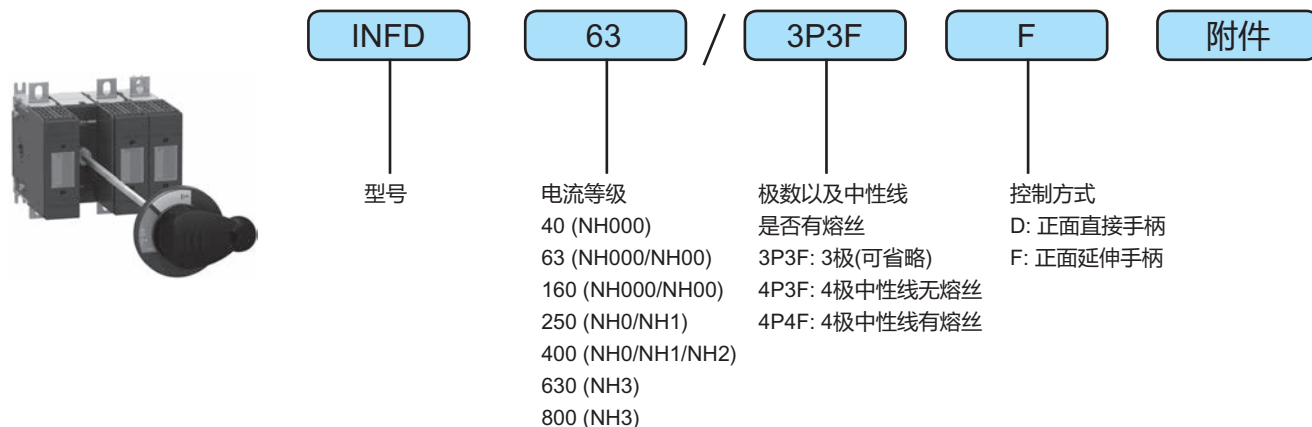 INFD 63 / 3P3F F 附件
型号
电流等级
40 (NH000)
63 (NH000/NH00)
160 (NH000/NH00)
250 (NH0/NH1)
400 (NH0/NH1/NH2)
630 (NH3)
800 (NH3)
极数以及中性线
是否有熔丝
3P3F: 3极(可省略)
4P3F: 4极中性线无熔丝
4P4F: 4极中性线有熔丝
控制方式
D: 正面直接手柄
F: 正面延伸手柄